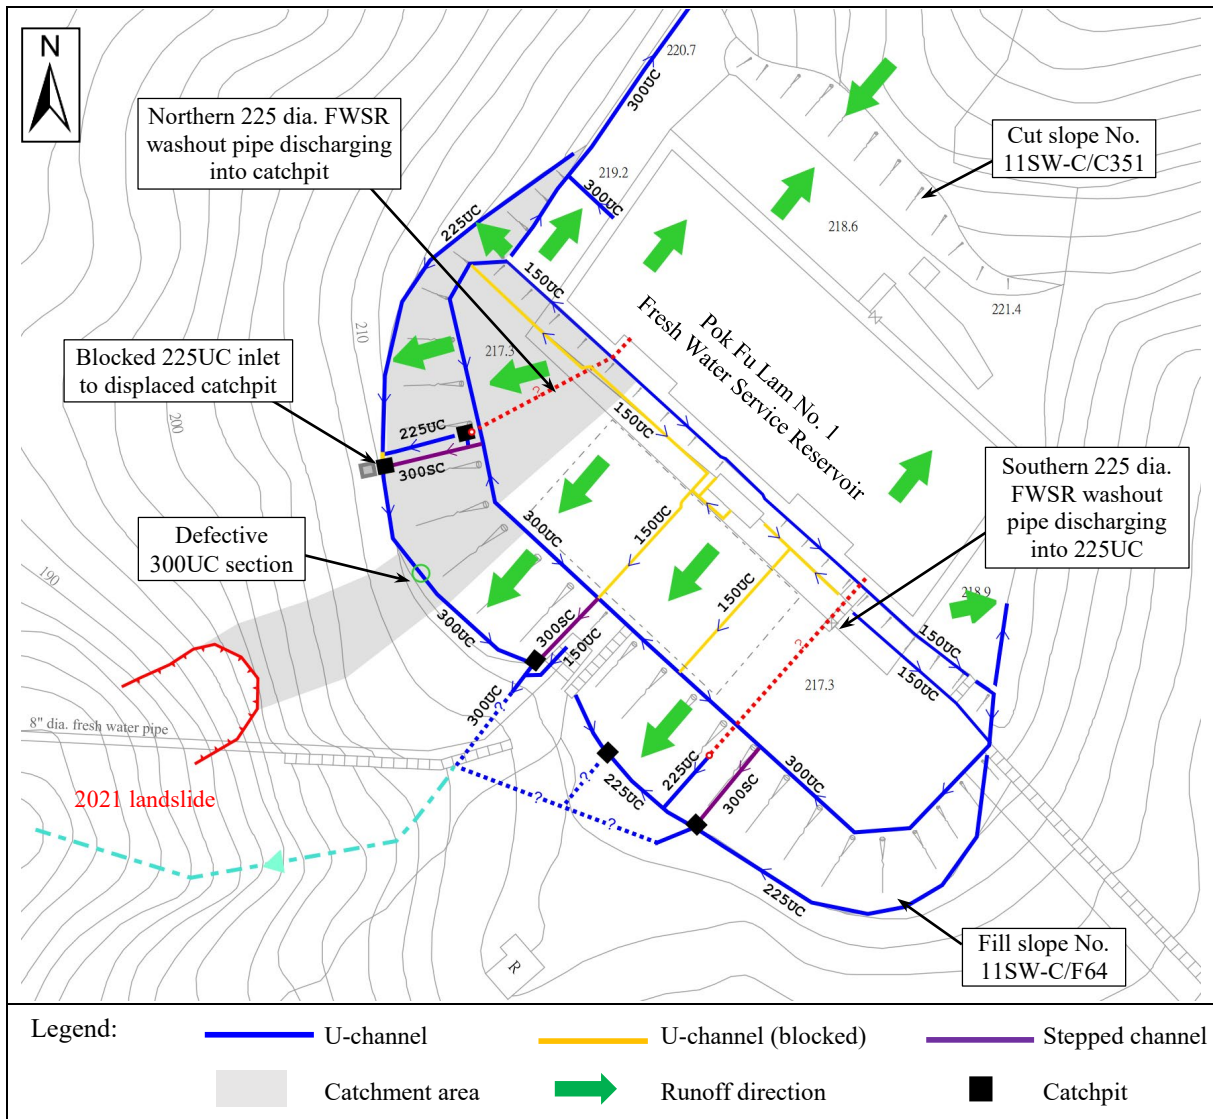 N
220.7
300UC
Northern 225 dia. FWSR
washout pipe discharging
into catchpit
Cut slope No.
11SW-C/C351
219.2
300UC
225UC
218.6
150UC
221.4
210
Pok Fu Lam No. 1
Fresh Water Service Reservoir
Blocked 225UC inlet
to displaced catchpit
217.3
?
200
225UC
150UC
300SC
Southern 225 dia.
FWSR washout
pipe discharging
into 225UC
Defective
300UC section
300UC
150UC
190
150UC
218.9
300UC
300SC
150UC
?
150UC
150UC
217.3
300UC
?
8" dia. fresh water pipe
225UC
300UC
?
225UC
300SC
2021 landslide
?
?
225UC
Fill slope No.
11SW-C/F64
R
Legend:
U-channel
U-channel (blocked)
Stepped channel
Catchment area
Runoff direction
Catchpit